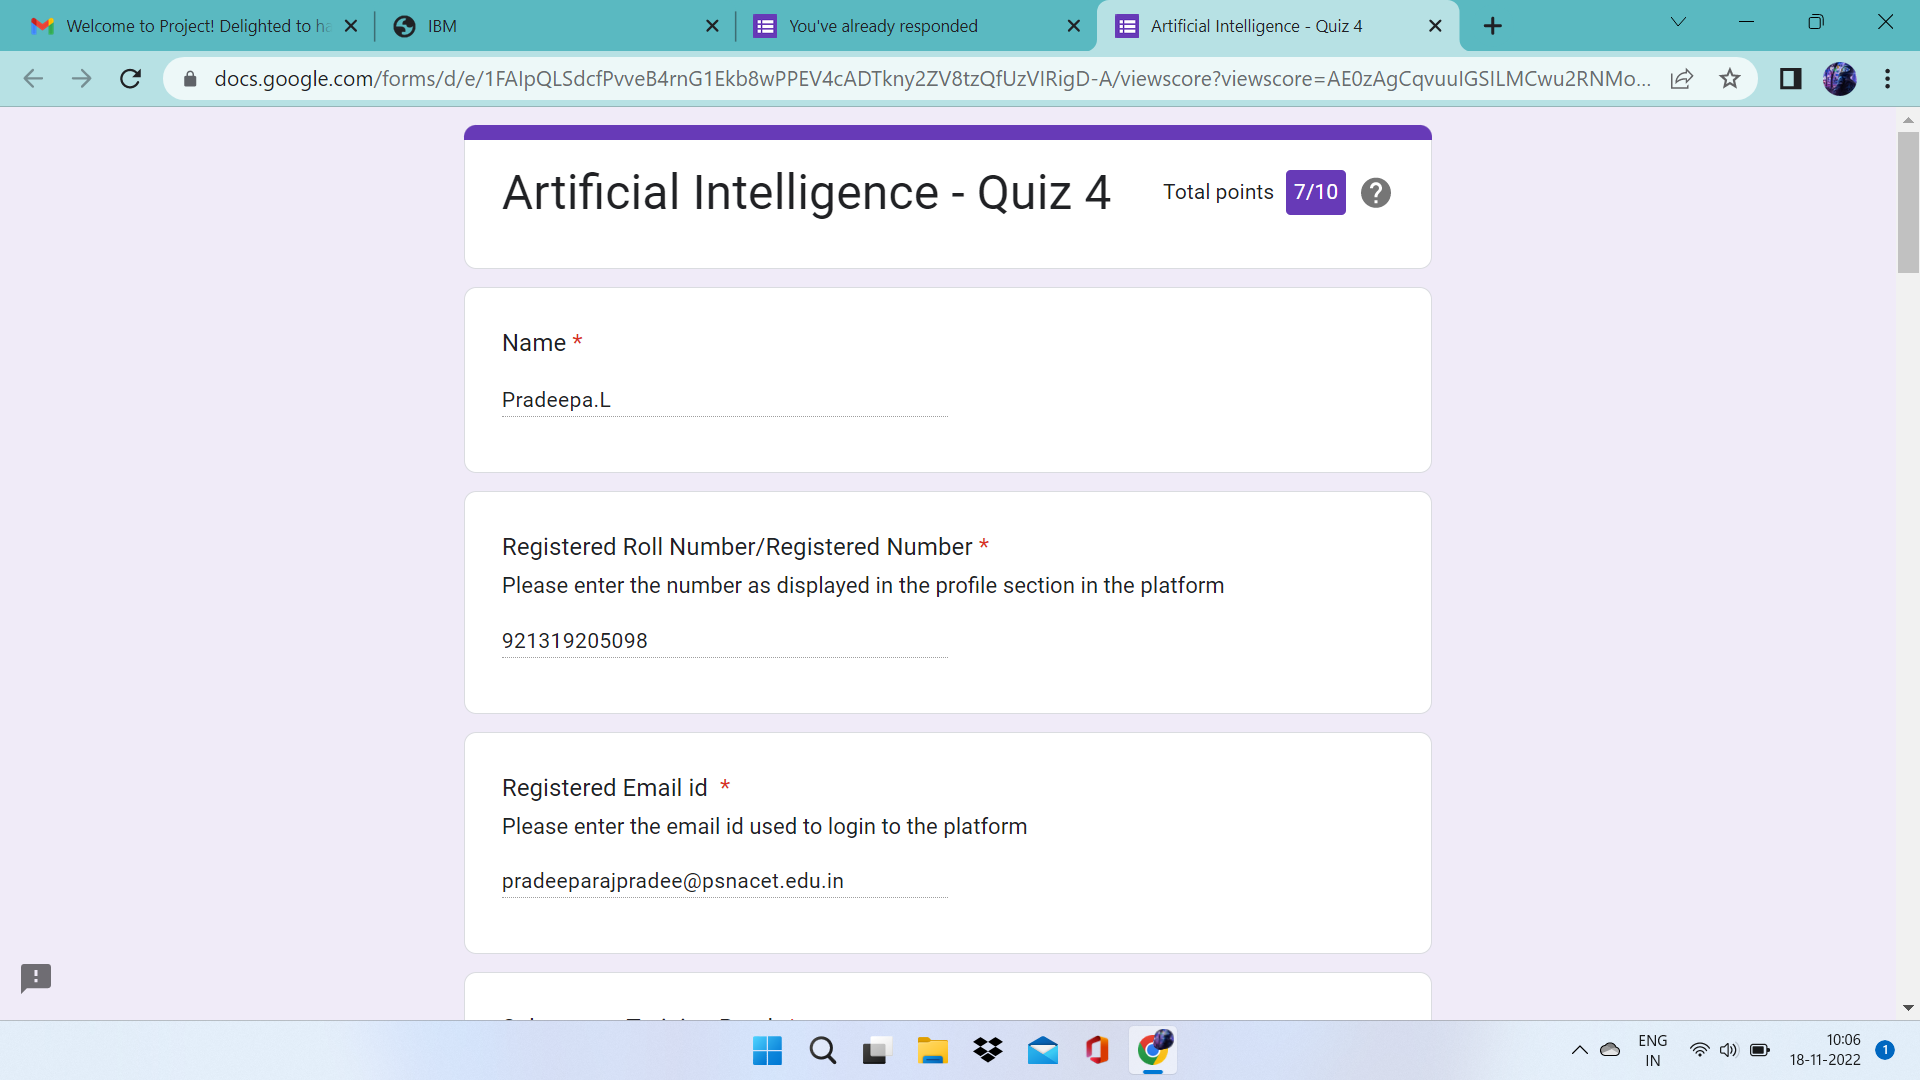 Welcome to Project! Delighted to ha
IBM
You've already responded
Artificial Intelligence - Quiz 4
docs.google.com/forms/d/e/1FAIpQLSdcfPvveB4rnG1Ekb8wPPEV4cADTkny2ZV8tzQfUzVIRigD-A/viewscore?viewscore=AE0zAgCqvuuIGSILMCwu2RNMo...
Artificial Intelligence - Quiz 4
Total points 7/10
Name *
Pradeepa.L
Registered Roll Number/Registered Number *
Please enter the number as displayed in the profile section in the platform
921319205098
Registered Email id *
Please enter the email id used to login to the platform
pradeeparajpradee@psnacet.edu.in
ENG
IN
10:06
18-11-2022
1